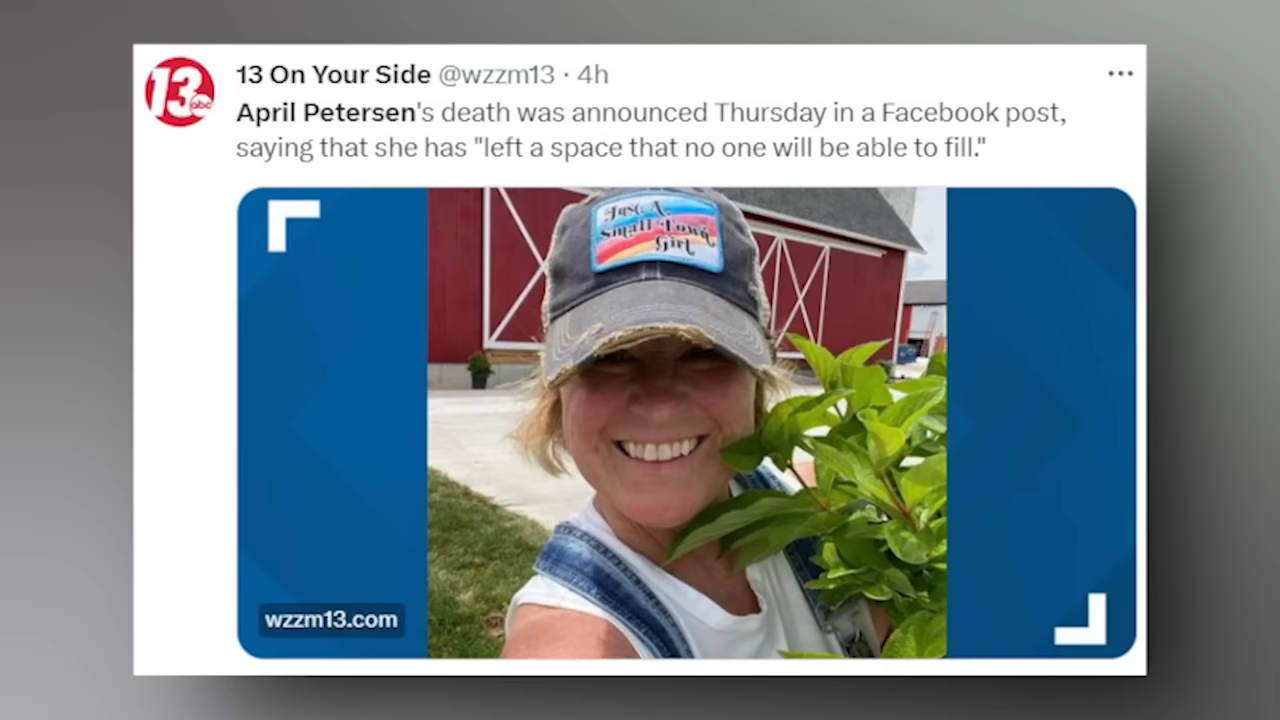 13 On Your Side @wzzm13 · 4h
13
abc
April Petersen's death was announced Thursday in a Facebook post,
saying that she has "left a space that no one will be able to fill."
Just A
Small Town
Girl
wzzm13.com